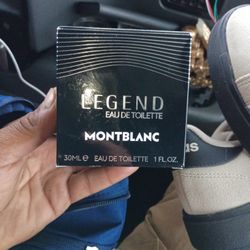 LEGEND
EAU DE TOILETTE
MONTBLANC
30ML e EAU DE TOILETTE 1 FL.OZ.